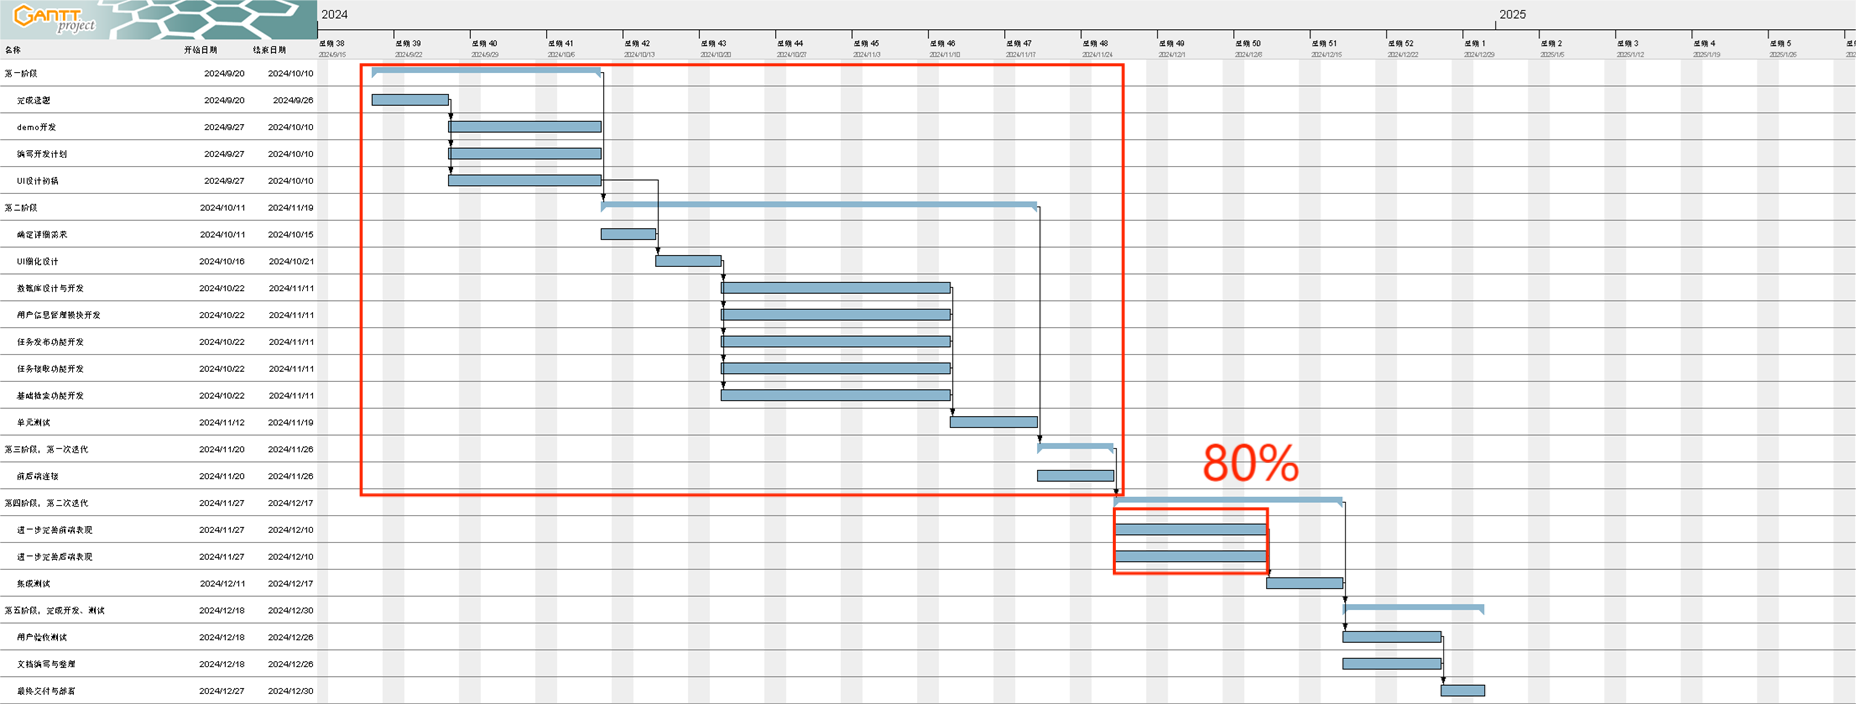 GANTT project
2024 2025
名称 开始日期 结束日期
星期 38 星期 39 星期 40 星期 41 星期 42 星期 43 星期 44 星期 45 星期 46 星期 47 星期 48 星期 49 星期 50 星期 51 星期 52 星期 1 星期 2 星期 3 星期 4 星期 5
2024/9/15 2024/9/22 2024/9/29 2024/10/6 2024/10/13 2024/10/20 2024/10/27 2024/11/3 2024/11/10 2024/11/17 2024/11/24 2024/12/1 2024/12/8 2024/12/15 2024/12/22 2024/12/29 2025/1/5 2025/1/12 2025/1/19 2025/1/26
第一阶段 2024/9/20 2024/10/10
完成选题 2024/9/20 2024/9/26
demo开发 2024/9/27 2024/10/10
编写开发计划 2024/9/27 2024/10/10
UI设计初稿 2024/9/27 2024/10/10
第二阶段 2024/10/11 2024/11/19
确定详细需求 2024/10/11 2024/10/15
UI细化设计 2024/10/16 2024/10/21
数据库设计与开发 2024/10/22 2024/11/11
用户信息管理模块开发 2024/10/22 2024/11/11
任务发布功能开发 2024/10/22 2024/11/11
任务接取功能开发 2024/10/22 2024/11/11
基础检索功能开发 2024/10/22 2024/11/11
单元测试 2024/11/12 2024/11/19
第三阶段，第一次迭代 2024/11/20 2024/11/26
前后端连接 2024/11/20 2024/11/26
80%
第四阶段，第二次迭代 2024/11/27 2024/12/17
进一步完善前端表现 2024/11/27 2024/12/10
进一步完善后端表现 2024/11/27 2024/12/10
集成测试 2024/12/11 2024/12/17
第五阶段，完成开发、测试 2024/12/18 2024/12/30
用户验收测试 2024/12/18 2024/12/26
文档编写与整理 2024/12/18 2024/12/26
最终交付与部署 2024/12/27 2024/12/30